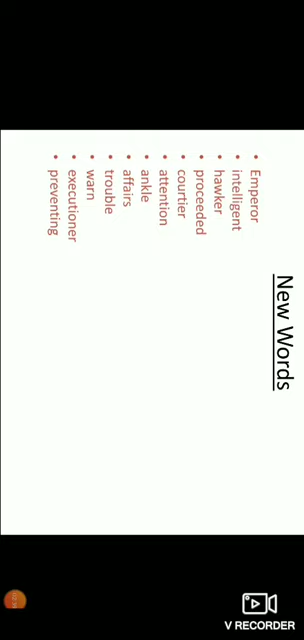 New Words
• Emperor
• intelligent
• hawker
• proceeded
• courtier
• attention
• ankle
• affairs
• trouble
• warn
• executioner
• preventing
V RECORDER